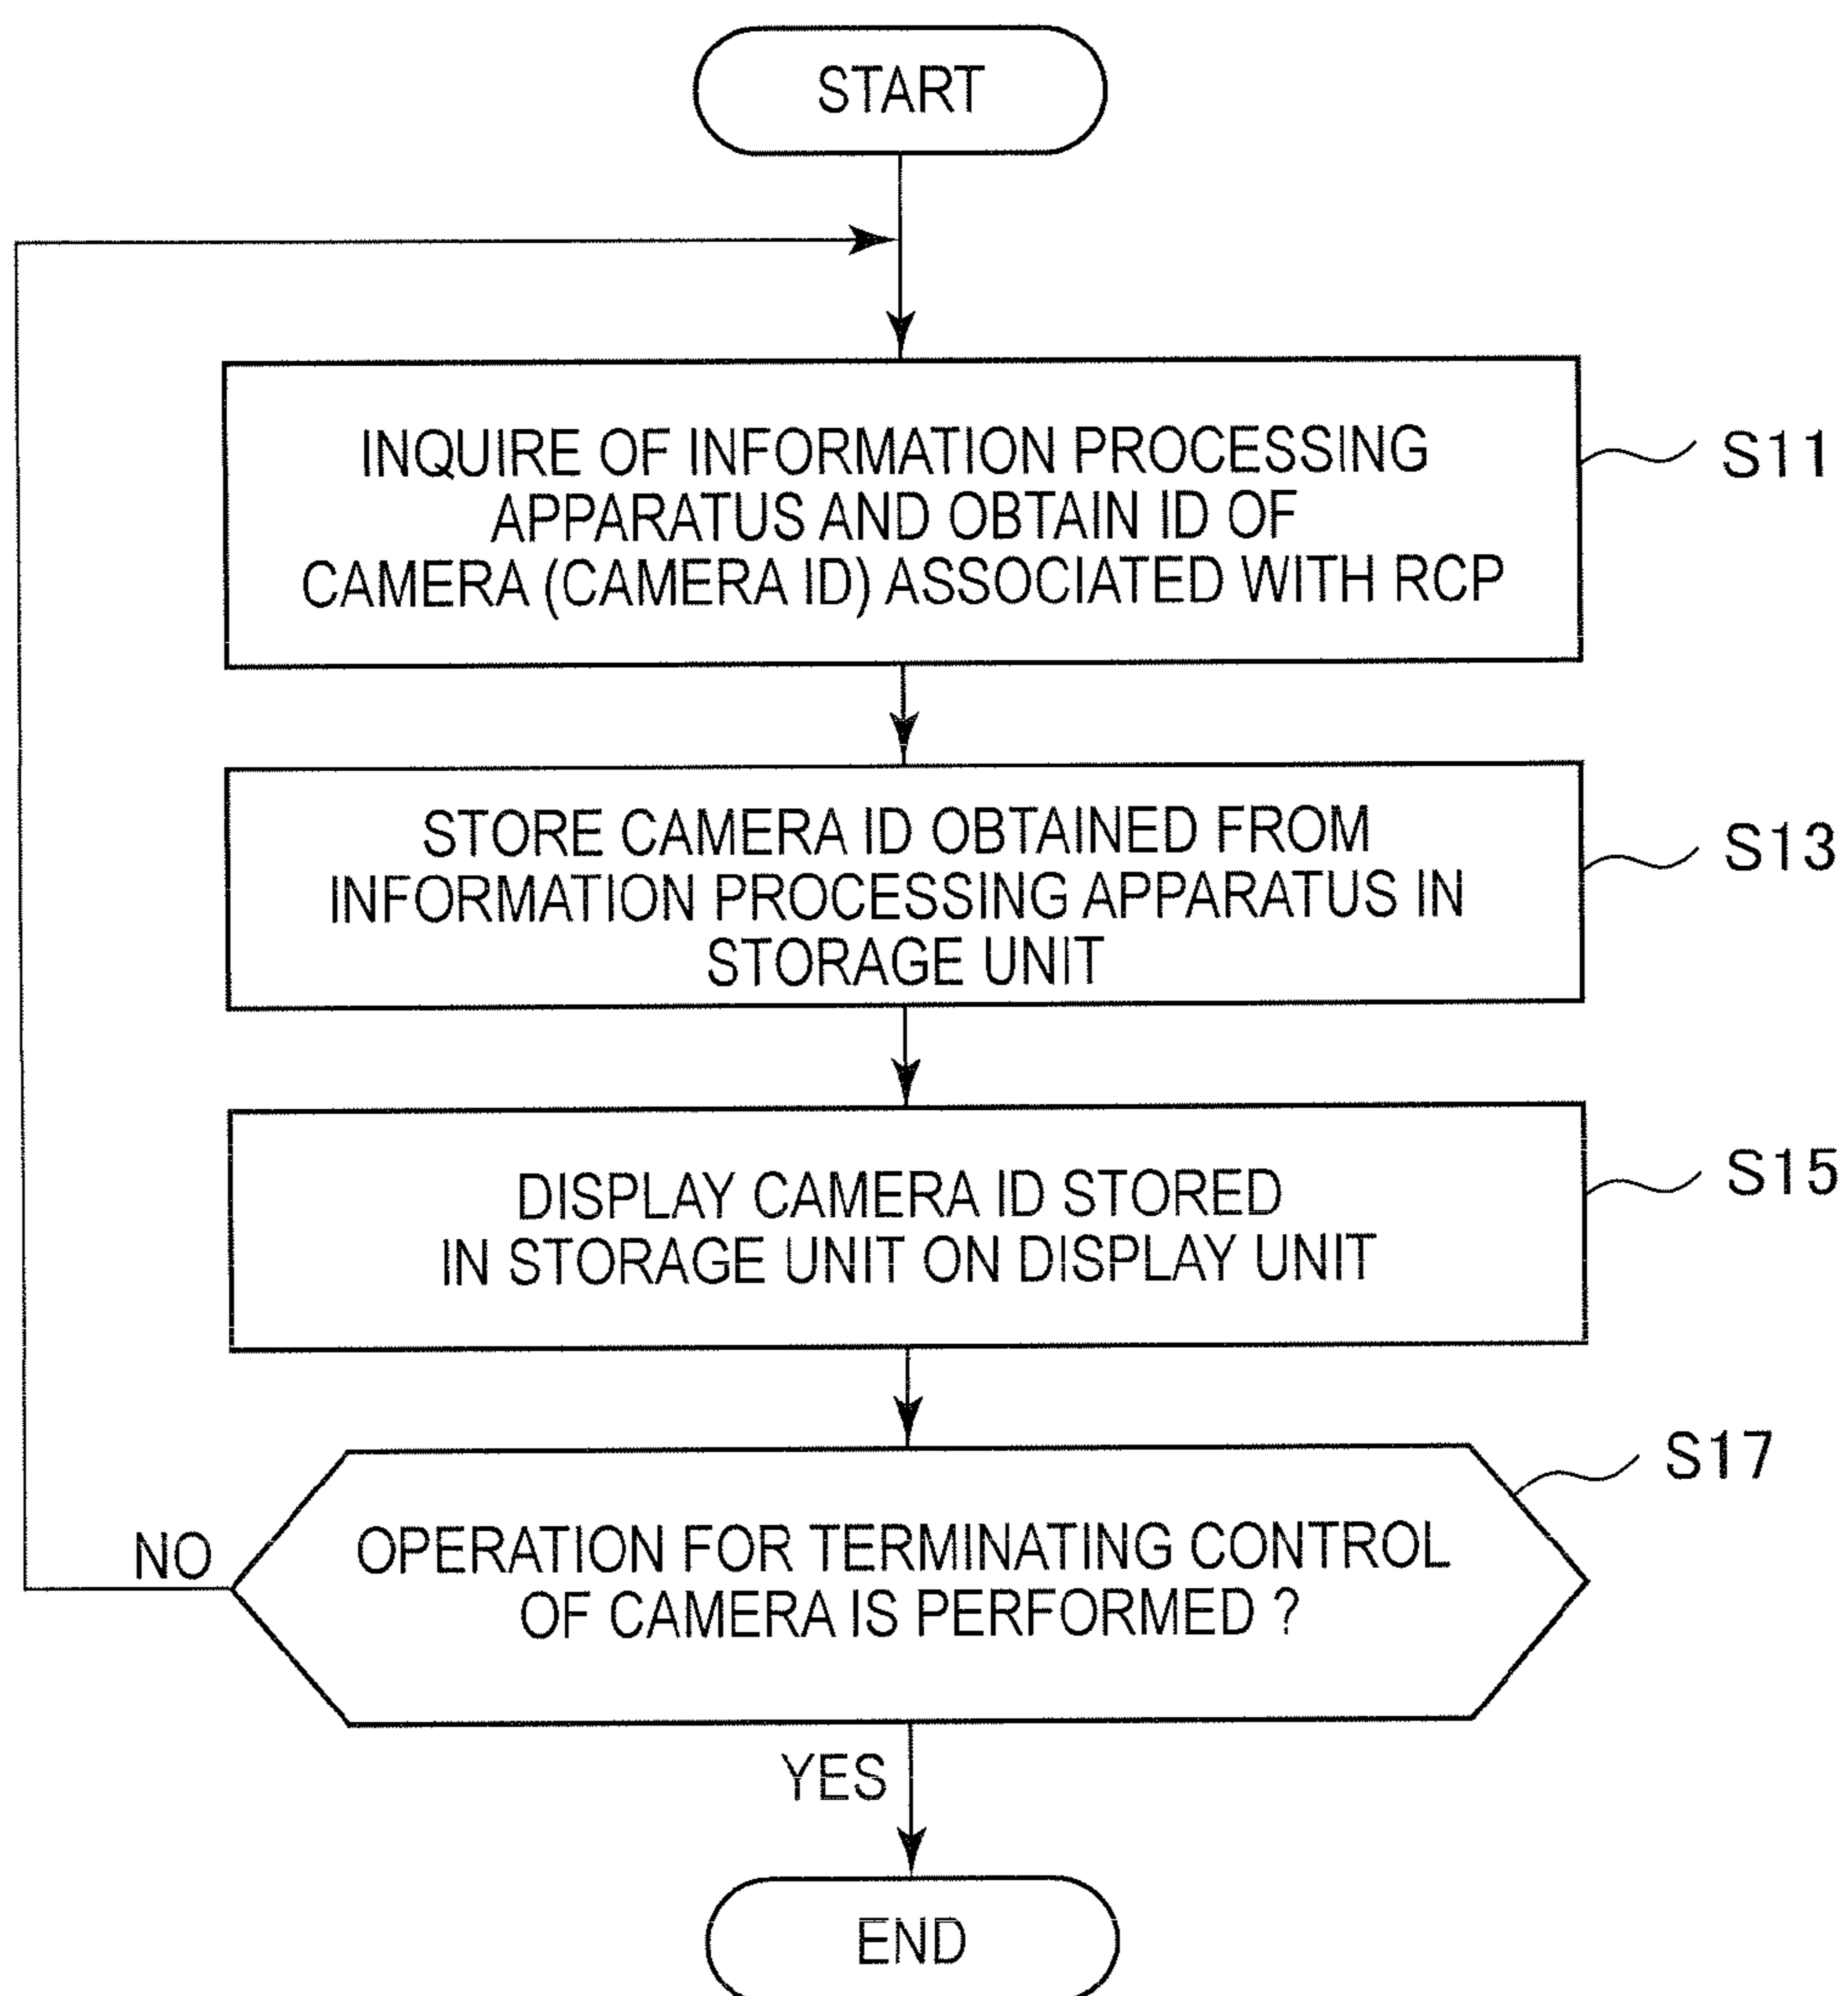 START
INQUIRE OF INFORMATION PROCESSING
APPARATUS AND OBTAIN ID OF
CAMERA (CAMERA ID) ASSOCIATED WITH RCP
S11
STORE CAMERA ID OBTAINED FROM
INFORMATION PROCESSING APPARATUS IN
STORAGE UNIT
S13
DISPLAY CAMERA ID STORED
IN STORAGE UNIT ON DISPLAY UNIT
S15
S17
OPERATION FOR TERMINATING CONTROL
OF CAMERA IS PERFORMED ?
NO
YES
END